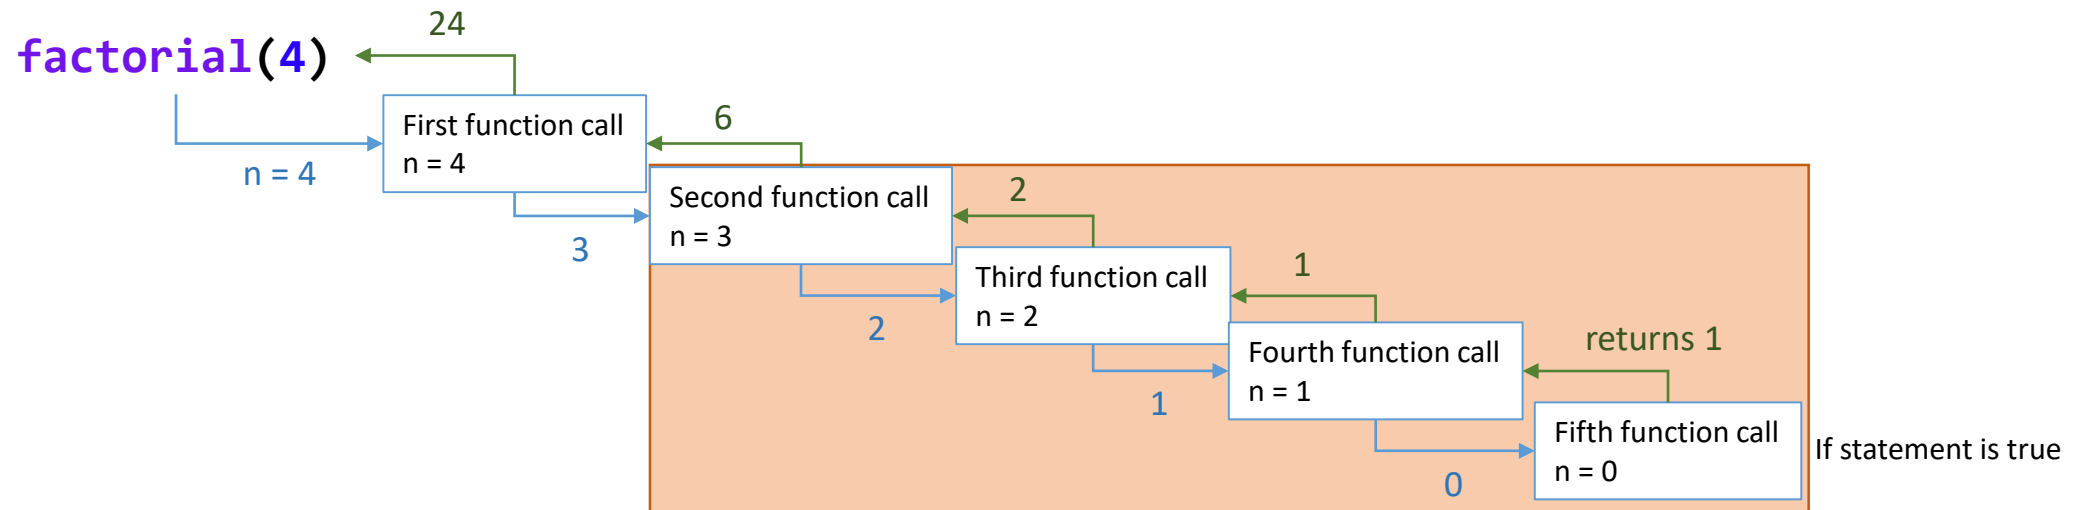 24
factorial(4)
First function call
n = 4
6
n = 4
Second function call
n = 3
2
3
Third function call
n = 2
1
2
Fourth function call
n = 1
returns 1
1
Fifth function call
n = 0
If statement is true
0